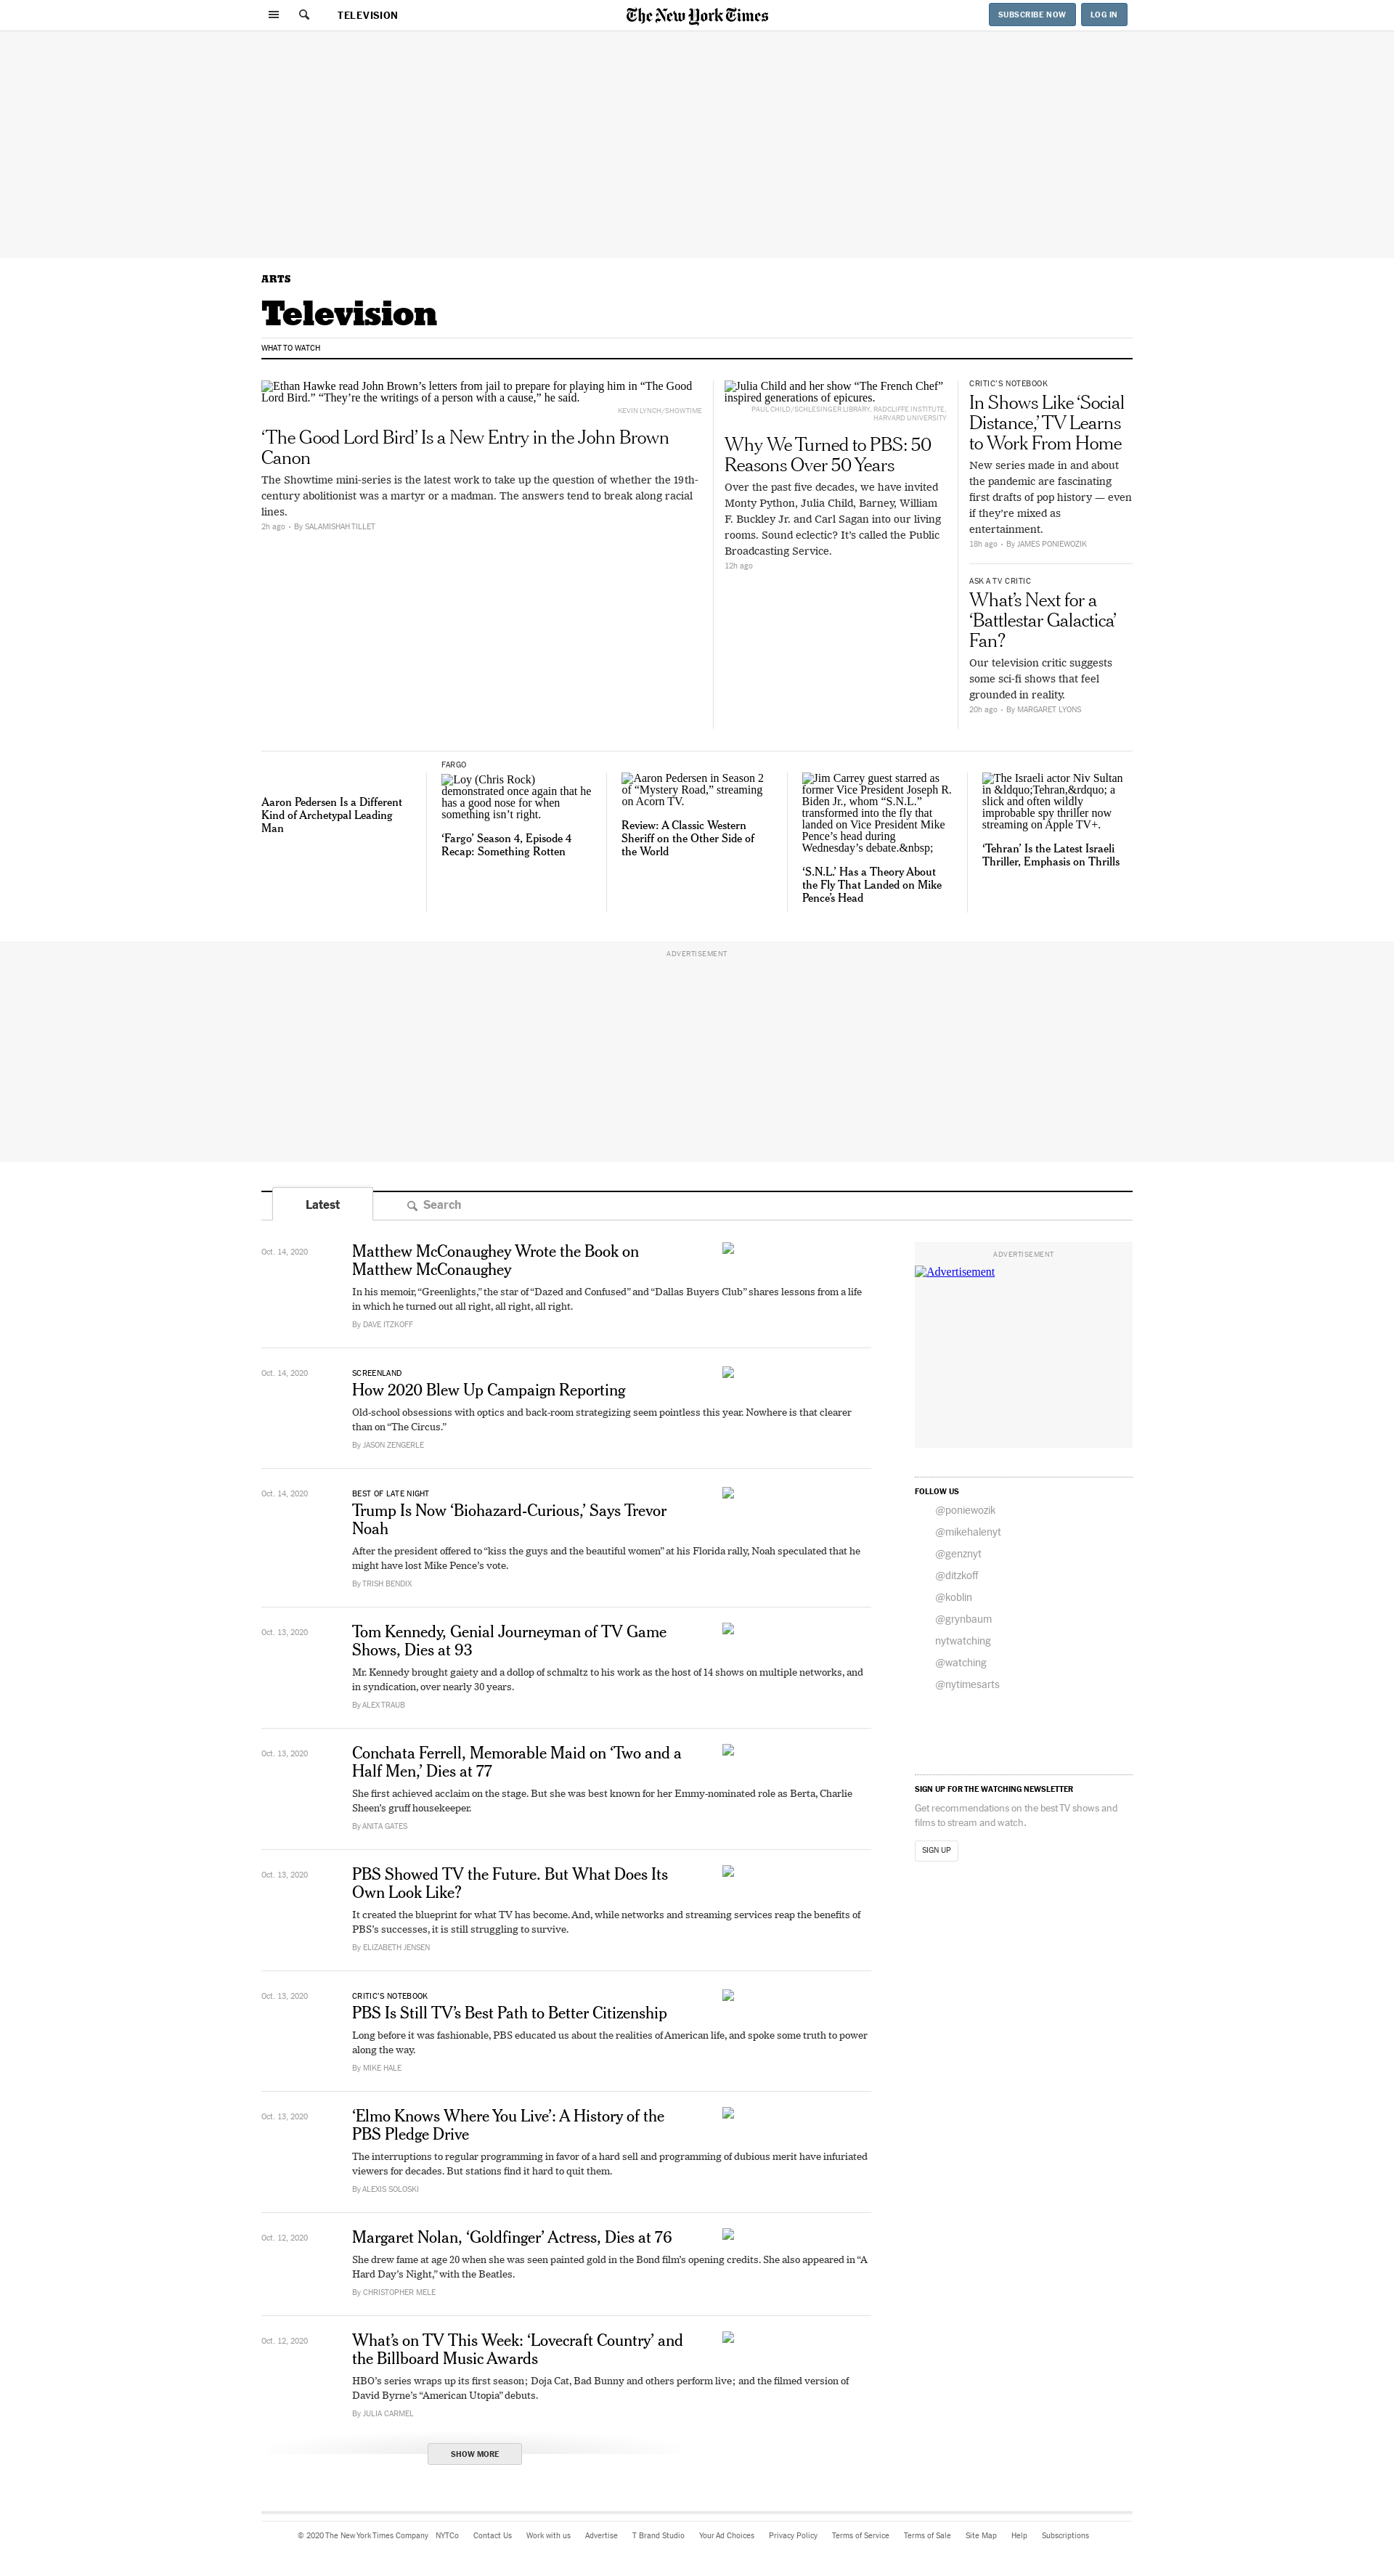 TELEVISION
The New York Times
SUBSCRIBE NOW
LOG IN
ARTS
Television
WHAT TO WATCH
Ethan Hawke read John Brown’s letters from jail to prepare for playing him in “The Good
Lord Bird.” “They’re the writings of a person with a cause,” he said.
KEVIN LYNCH/SHOWTIME
‘The Good Lord Bird’ Is a New Entry in the John Brown
Canon
The Showtime mini-series is the latest work to take up the question of whether the 19th-
century abolitionist was a martyr or a madman. The answers tend to break along racial
lines.
2h ago • By SALAMISHAH TILLET
Julia Child and her show “The French Chef”
inspired generations of epicures.
PAUL CHILD/SCHLESINGER LIBRARY, RADCLIFFE INSTITUTE,
HARVARD UNIVERSITY
Why We Turned to PBS: 50
Reasons Over 50 Years
Over the past five decades, we have invited
Monty Python, Julia Child, Barney, William
F. Buckley Jr. and Carl Sagan into our living
rooms. Sound eclectic? It’s called the Public
Broadcasting Service.
12h ago
CRITIC’S NOTEBOOK
In Shows Like ‘Social
Distance,’ TV Learns
to Work From Home
New series made in and about
the pandemic are fascinating
first drafts of pop history — even
if they’re mixed as
entertainment.
18h ago • By JAMES PONIEWOZIK
ASK A TV CRITIC
What’s Next for a
‘Battlestar Galactica’
Fan?
Our television critic suggests
some sci-fi shows that feel
grounded in reality.
20h ago • By MARGARET LYONS
Aaron Pedersen Is a Different
Kind of Archetypal Leading
Man
FARGO
Loy (Chris Rock)
demonstrated once again that he
has a good nose for when
something isn’t right.
‘Fargo’ Season 4, Episode 4
Recap: Something Rotten
Aaron Pedersen in Season 2
of “Mystery Road,” streaming
on Acorn TV.
Review: A Classic Western
Sheriff on the Other Side of
the World
Jim Carrey guest starred as
former Vice President Joseph R.
Biden Jr., whom “S.N.L.”
transformed into the fly that
landed on Vice President Mike
Pence’s head during
Wednesday’s debate.&nbsp;
‘S.N.L.’ Has a Theory About
the Fly That Landed on Mike
Pence’s Head
The Israeli actor Niv Sultan
in &ldquo;Tehran,&rdquo; a
slick and often wildly
improbable spy thriller now
streaming on Apple TV+.
‘Tehran’ Is the Latest Israeli
Thriller, Emphasis on Thrills
ADVERTISEMENT
Latest
Search
Oct. 14, 2020
Matthew McConaughey Wrote the Book on
Matthew McConaughey
In his memoir, “Greenlights,” the star of “Dazed and Confused” and “Dallas Buyers Club” shares lessons from a life
in which he turned out all right, all right, all right.
By DAVE ITZKOFF
Oct. 14, 2020
SCREENLAND
How 2020 Blew Up Campaign Reporting
Old-school obsessions with optics and back-room strategizing seem pointless this year. Nowhere is that clearer
than on “The Circus.”
By JASON ZENGERLE
Oct. 14, 2020
BEST OF LATE NIGHT
Trump Is Now ‘Biohazard-Curious,’ Says Trevor
Noah
After the president offered to “kiss the guys and the beautiful women” at his Florida rally, Noah speculated that he
might have lost Mike Pence’s vote.
By TRISH BENDIX
Oct. 13, 2020
Tom Kennedy, Genial Journeyman of TV Game
Shows, Dies at 93
Mr. Kennedy brought gaiety and a dollop of schmaltz to his work as the host of 14 shows on multiple networks, and
in syndication, over nearly 30 years.
By ALEX TRAUB
Oct. 13, 2020
Conchata Ferrell, Memorable Maid on ‘Two and a
Half Men,’ Dies at 77
She first achieved acclaim on the stage. But she was best known for her Emmy-nominated role as Berta, Charlie
Sheen’s gruff housekeeper.
By ANITA GATES
Oct. 13, 2020
PBS Showed TV the Future. But What Does Its
Own Look Like?
It created the blueprint for what TV has become. And, while networks and streaming services reap the benefits of
PBS’s successes, it is still struggling to survive.
By ELIZABETH JENSEN
Oct. 13, 2020
CRITIC’S NOTEBOOK
PBS Is Still TV’s Best Path to Better Citizenship
Long before it was fashionable, PBS educated us about the realities of American life, and spoke some truth to power
along the way.
By MIKE HALE
Oct. 13, 2020
‘Elmo Knows Where You Live’: A History of the
PBS Pledge Drive
The interruptions to regular programming in favor of a hard sell and programming of dubious merit have infuriated
viewers for decades. But stations find it hard to quit them.
By ALEXIS SOLOSKI
Oct. 12, 2020
Margaret Nolan, ‘Goldfinger’ Actress, Dies at 76
She drew fame at age 20 when she was seen painted gold in the Bond film’s opening credits. She also appeared in “A
Hard Day’s Night,” with the Beatles.
By CHRISTOPHER MELE
Oct. 12, 2020
What’s on TV This Week: ‘Lovecraft Country’ and
the Billboard Music Awards
HBO’s series wraps up its first season; Doja Cat, Bad Bunny and others perform live; and the filmed version of
David Byrne’s “American Utopia” debuts.
By JULIA CARMEL
SHOW MORE
ADVERTISEMENT
Advertisement
FOLLOW US
@poniewozik
@mikehalenyt
@genznyt
@ditzkoff
@koblin
@grynbaum
nytwatching
@watching
@nytimesarts
SIGN UP FOR THE WATCHING NEWSLETTER
Get recommendations on the best TV shows and
films to stream and watch.
SIGN UP
© 2020 The New York Times Company NYTCo Contact Us Work with us Advertise T Brand Studio Your Ad Choices Privacy Policy Terms of Service Terms of Sale Site Map Help Subscriptions